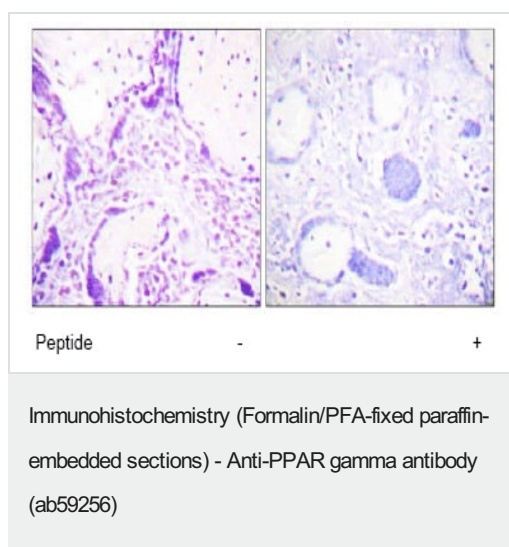 Peptide - +
Immunohistochemistry (Formalin/PFA-fixed paraffin-
embedded sections) - Anti-PPAR gamma antibody
(ab59256)